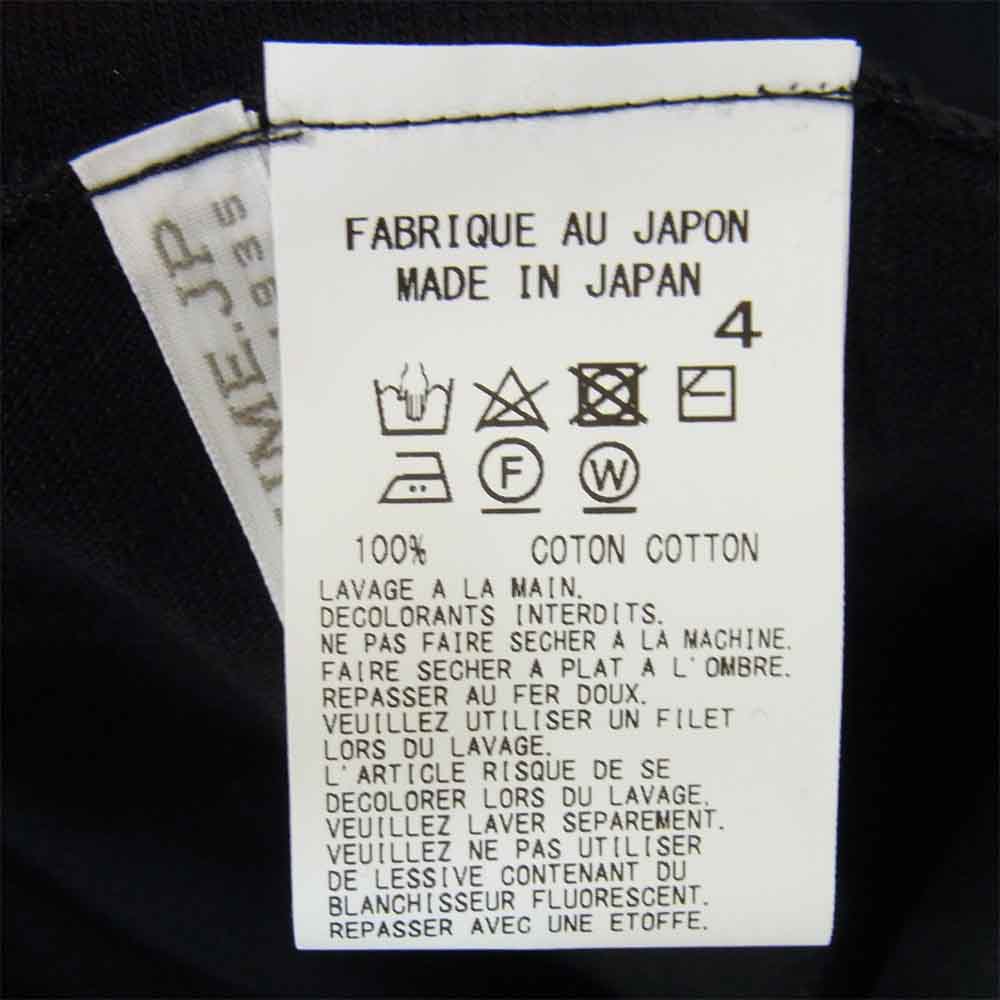 FABRIQUE AU JAPON
MADE IN JAPAN
4
F W
100% COTON COTTON
LAVAGE A LA MAIN.
DECOLORANTS INTERDITS.
NE PAS FAIRE SECHER A LA MACHINE.
FAIRE SECHER A PLAT A L'OMBRE.
REPASSER AU FER DOUX.
VEUILLEZ UTILISER UN FILET
LORS DU LAVAGE.
L'ARTICLE RISQUE DE SE
DECOLORER LORS DU LAVAGE.
VEUILLEZ LAVER SEPAREMENT.
VEUILLEZ NE PAS UTILISER
DE LESSIVE CONTENANT DU
BLANCHISSEUR FLUORESCENT.
REPASSER AVEC UNE ETOFFE.
IME.JP
935